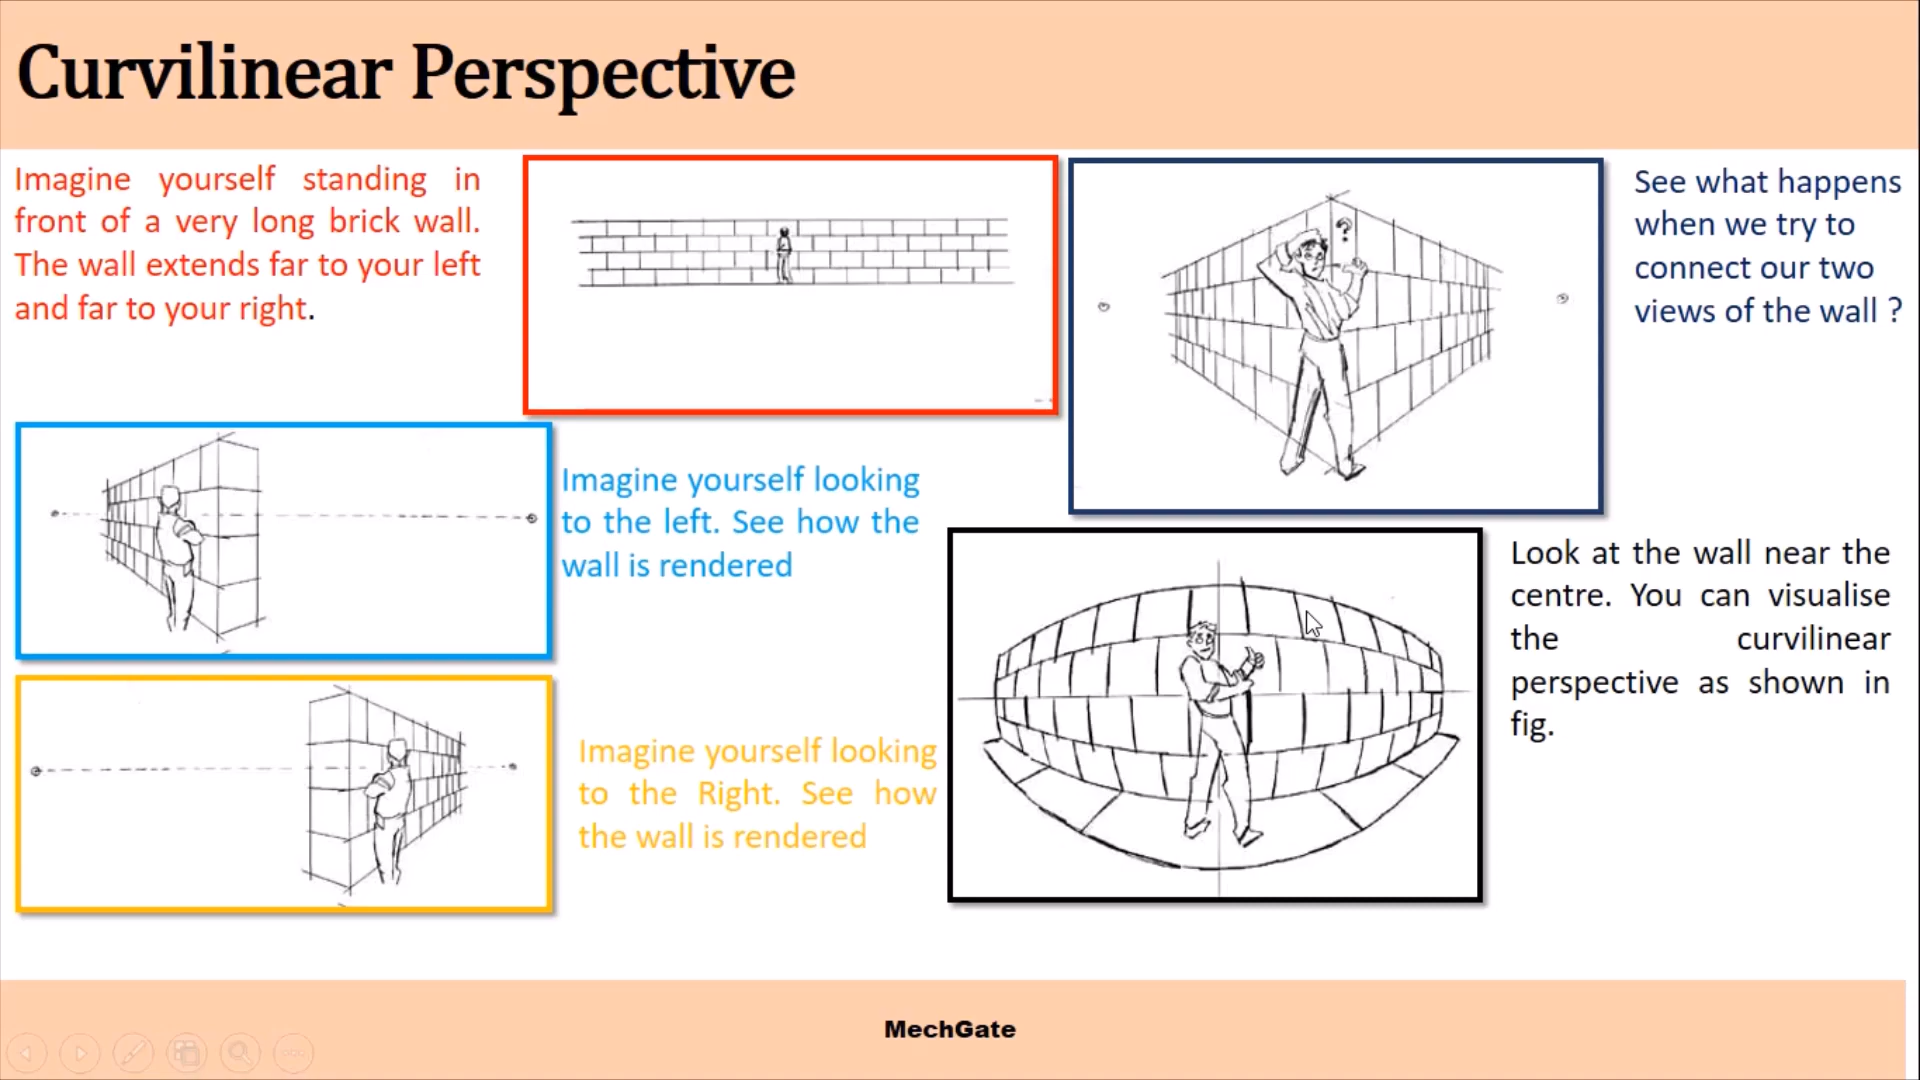 Curvilinear Perspective
Imagine yourself standing in
front of a very long brick wall.
The wall extends far to your left
and far to your right.
?
See what happens
when we try to
connect our two
views of the wall ?
Imagine yourself looking
to the left. See how the
wall is rendered
Look at the wall near the
centre. You can visualise
the curvilinear
perspective as shown in
fig.
Imagine yourself looking
to the Right. See how
the wall is rendered
MechGate